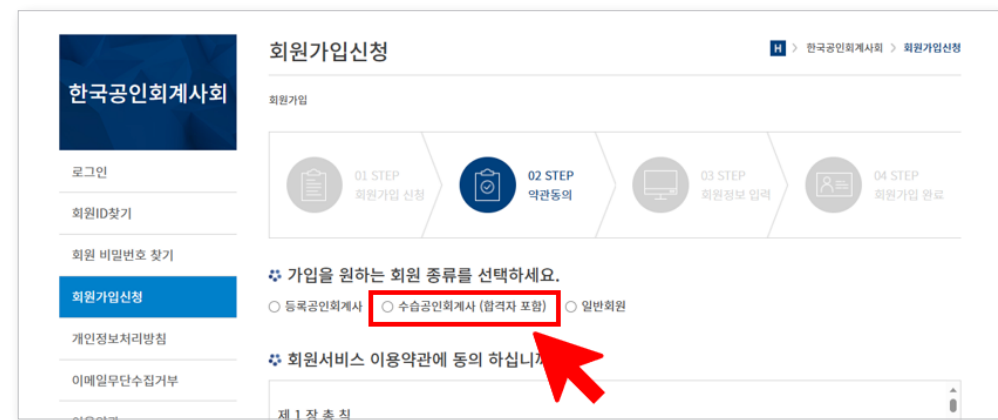 회원가입신청
H > 한국공인회계사회 > 회원가입신청
한국공인회계사회
로그인
회원ID찾기
회원 비밀번호 찾기
회원가입신청
개인정보처리방침
이메일무단수집거부
회원가입
01 STEP
회원가입 신청
02 STEP
약관동의
03 STEP
회원정보 입력
04 STEP
회원가입 완료
가입을 원하는 회원 종류를 선택하세요.
등록공인회계사 수습공인회계사 (합격자 포함) 일반회원
회원서비스 이용약관에 동의 하십니
제 1 장 총 칙